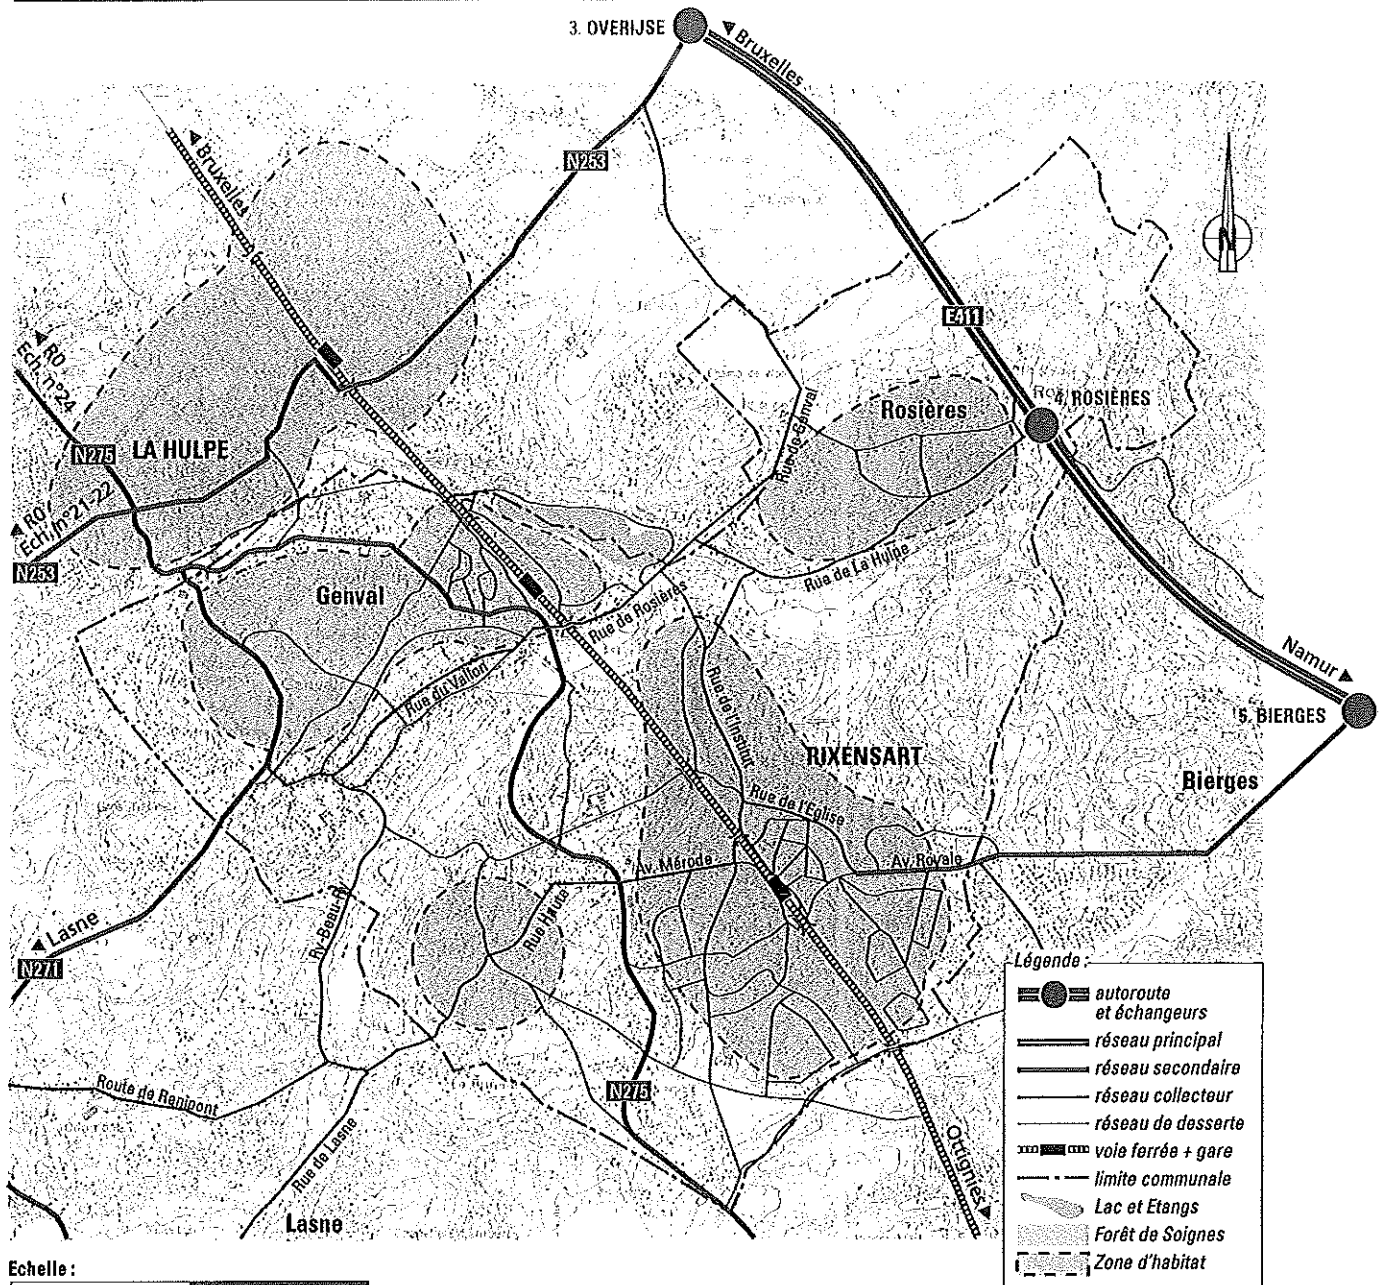 3. OVERIJSE
Bruxelles
Bruxelles
N253
E411
RO
Ech. n°24
N275
LA HULPE
RO
Ech. n°21-22
N253
Rosières
4. ROSIERES
Rue de Genval
Rue de La Hulpe
Genval
Rue de Rosières
Rue du Vallon
Rue de l'Institut
Namur
5. BIERGES
RIXENSART
Bierges
Rue de l'Eglise
Av. Mérode
Av. Royale
Rue Haute
Lasne
N271
N275
Route de Renipont
Rue de Lasne
Lasne
Ottignies
Légende :
autoroute
et échangeurs
réseau principal
réseau secondaire
réseau collecteur
réseau de desserte
voie ferrée + gare
limite communale
Lac et Etangs
Forêt de Soignes
Zone d'habitat
Echelle :